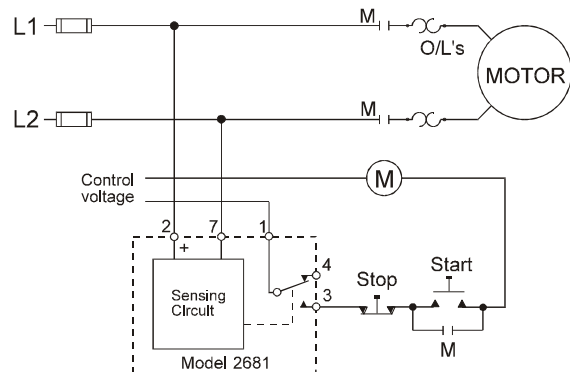 L1
M
O/L's
MOTOR
L2
M
Control
voltage
M
2
7
1
+
4
3
Stop
Start
Sensing
Circuit
M
Model 2681